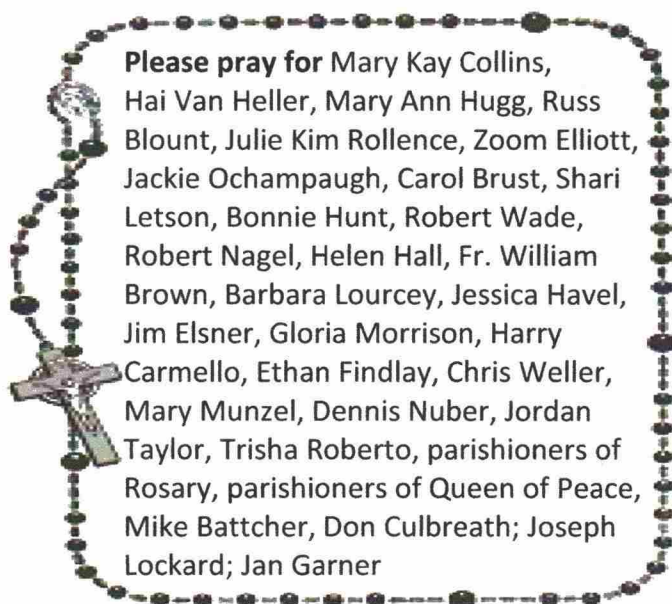 Please pray for Mary Kay Collins,
Hai Van Heller, Mary Ann Hugg, Russ
Blount, Julie Kim Rollence, Zoom Elliott,
Jackie Ochampaugh, Carol Brust, Shari
Letson, Bonnie Hunt, Robert Wade,
Robert Nagel, Helen Hall, Fr. William
Brown, Barbara Lourcey, Jessica Havel,
Jim Elsner, Gloria Morrison, Harry
Carmello, Ethan Findlay, Chris Weller,
Mary Munzel, Dennis Nuber, Jordan
Taylor, Trisha Roberto, parishioners of
Rosary, parishioners of Queen of Peace,
Mike Battcher, Don Culbreath; Joseph
Lockard; Jan Garner